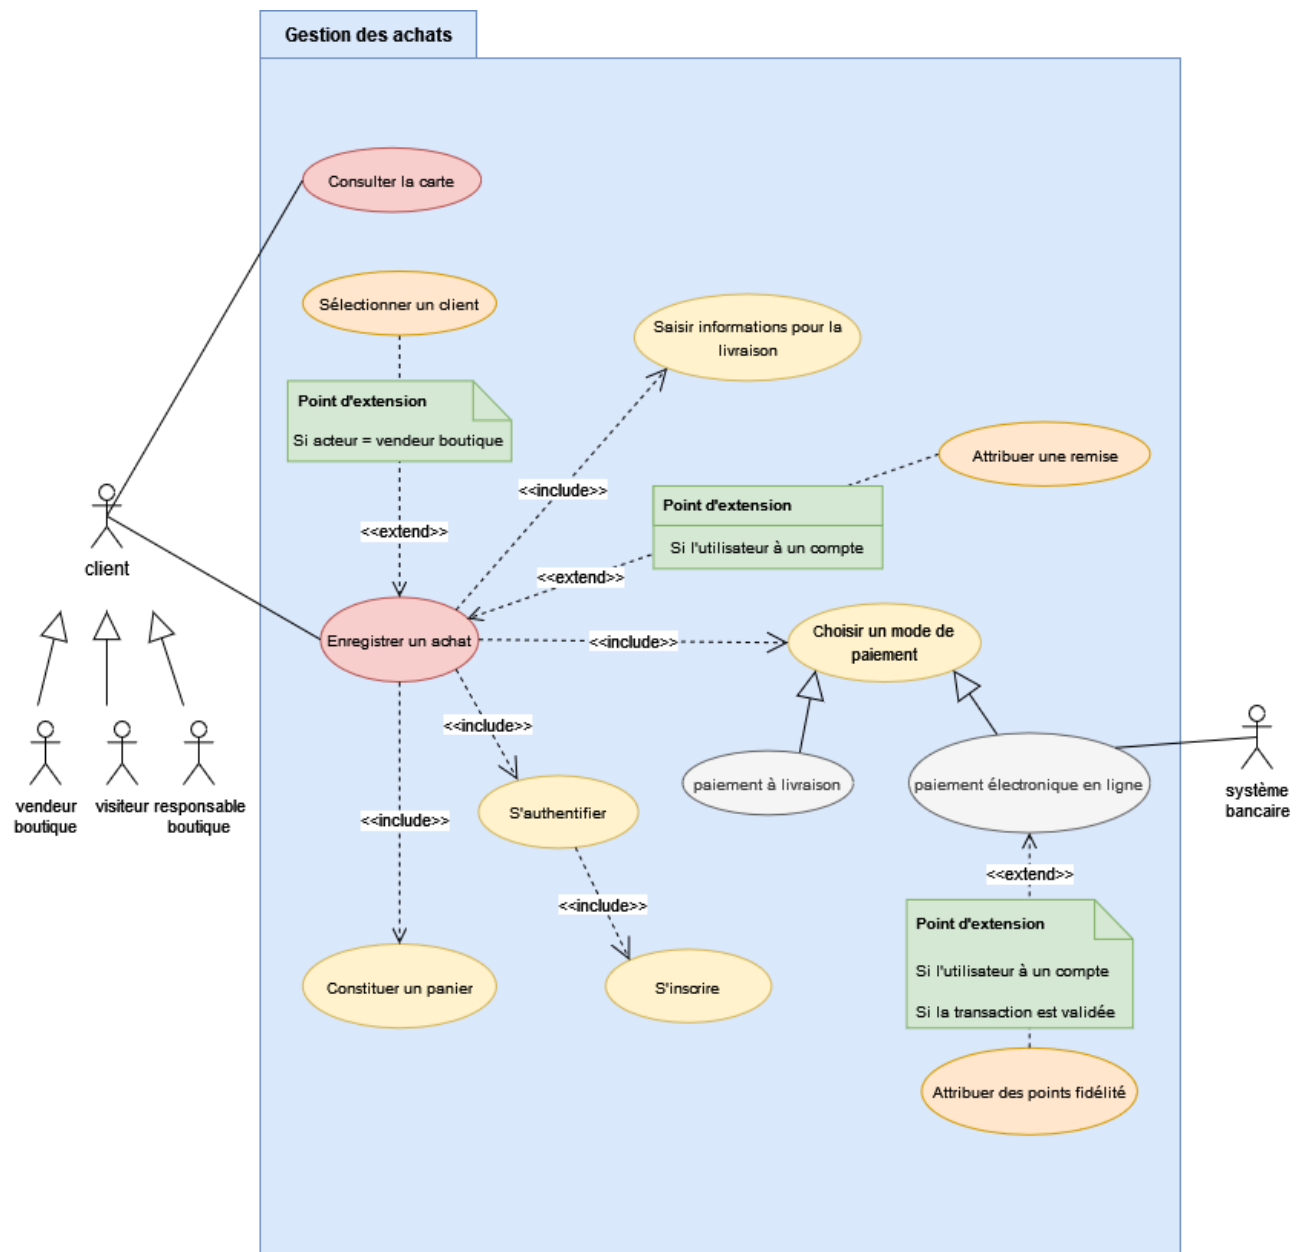 Gestion des achats
Consulter la carte
Sélectionner un client
Saisir informations pour la
livraison
Point d'extension
Si acteur = vendeur boutique
Attribuer une remise
<<include>>
Point d'extension
Si l'utilisateur à un compte
<<extend>>
<<extend>>
client
Enregistrer un achat
<<include>>
Choisir un mode de
paiement
<<include>>
<<include>>
paiement à livraison
paiement électronique en ligne
S'authentifier
vendeur
boutique
visiteur
responsable
boutique
système
bancaire
<<extend>>
<<include>>
Point d'extension
Si l'utilisateur à un compte
Si la transaction est validée
Constituer un panier
S'inscrire
Attribuer des points fidélité